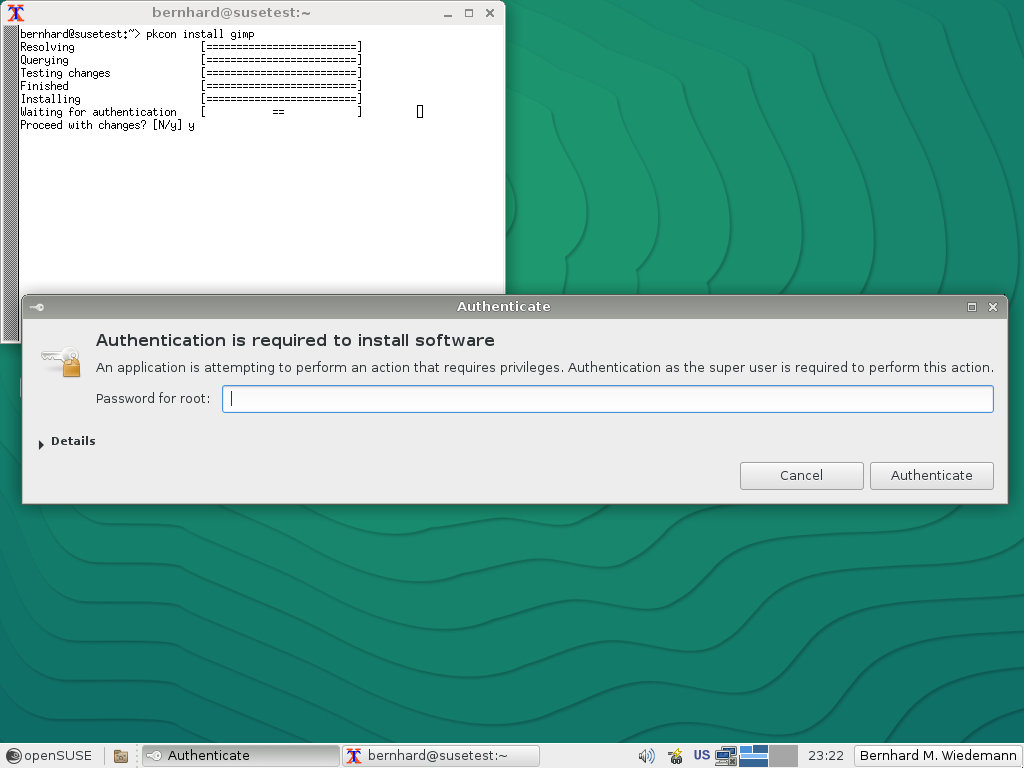 bernhard@susetest:~
bernhard@susetest:~> pkcon install gimp
Resolving [=========================]
Querying [=========================]
Testing changes [=========================]
Finished [=========================]
Installing [=========================]
Waiting for authentication [ == ]
Proceed with changes? [N/y] y
Authenticate
Authentication is required to install software
An application is attempting to perform an action that requires privileges. Authentication as the super user is required to perform this action.
Password for root:
Details
Cancel Authenticate
openSUSE Authenticate bernhard@susetest:~ US 23:22 Bernhard M. Wiedemann